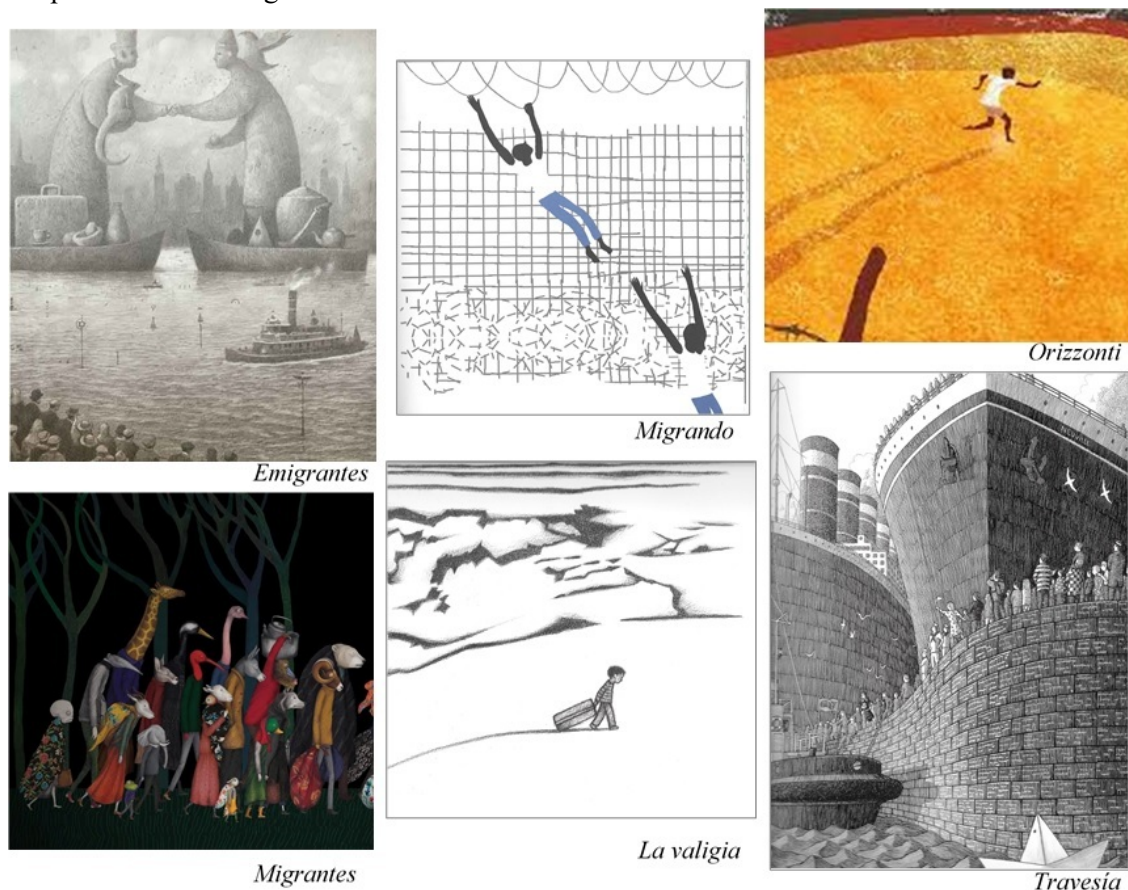 Emigrantes
Migrando
Orizzonti
Migrantes
La valigia
Travesía